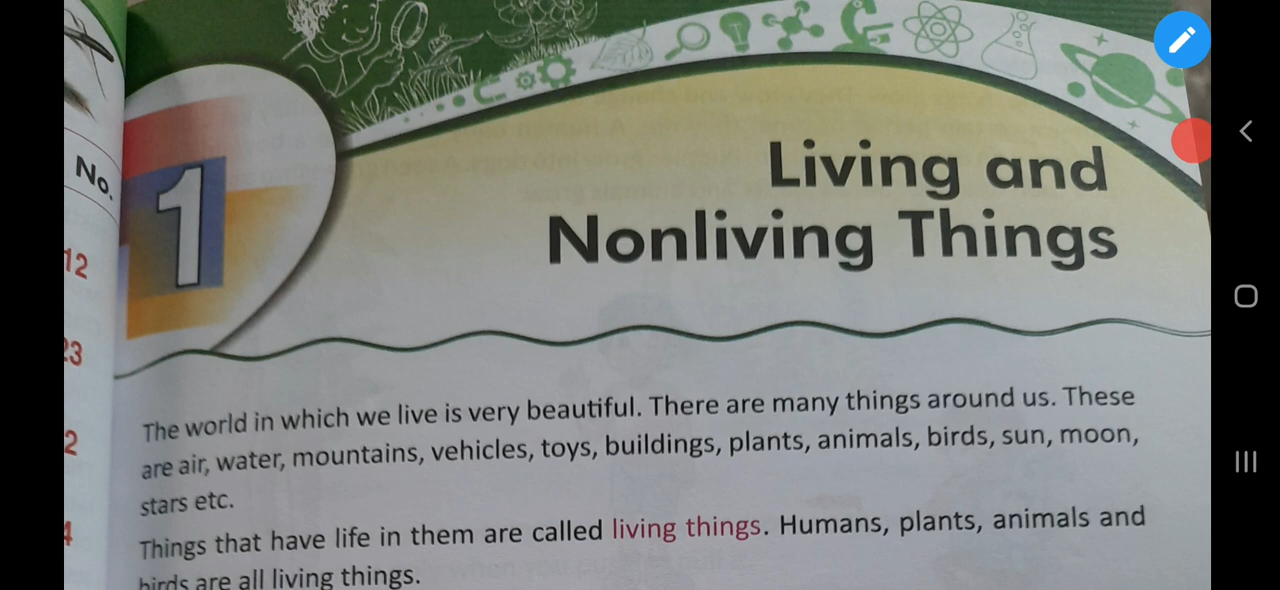 No.
12
23
2
4
1
Living and
Nonliving Things
The world in which we live is very beautiful. There are many things around us. These
are air, water, mountains, vehicles, toys, buildings, plants, animals, birds, sun, moon,
stars etc.
Things that have life in them are called living things. Humans, plants, animals and
birds are all living things.